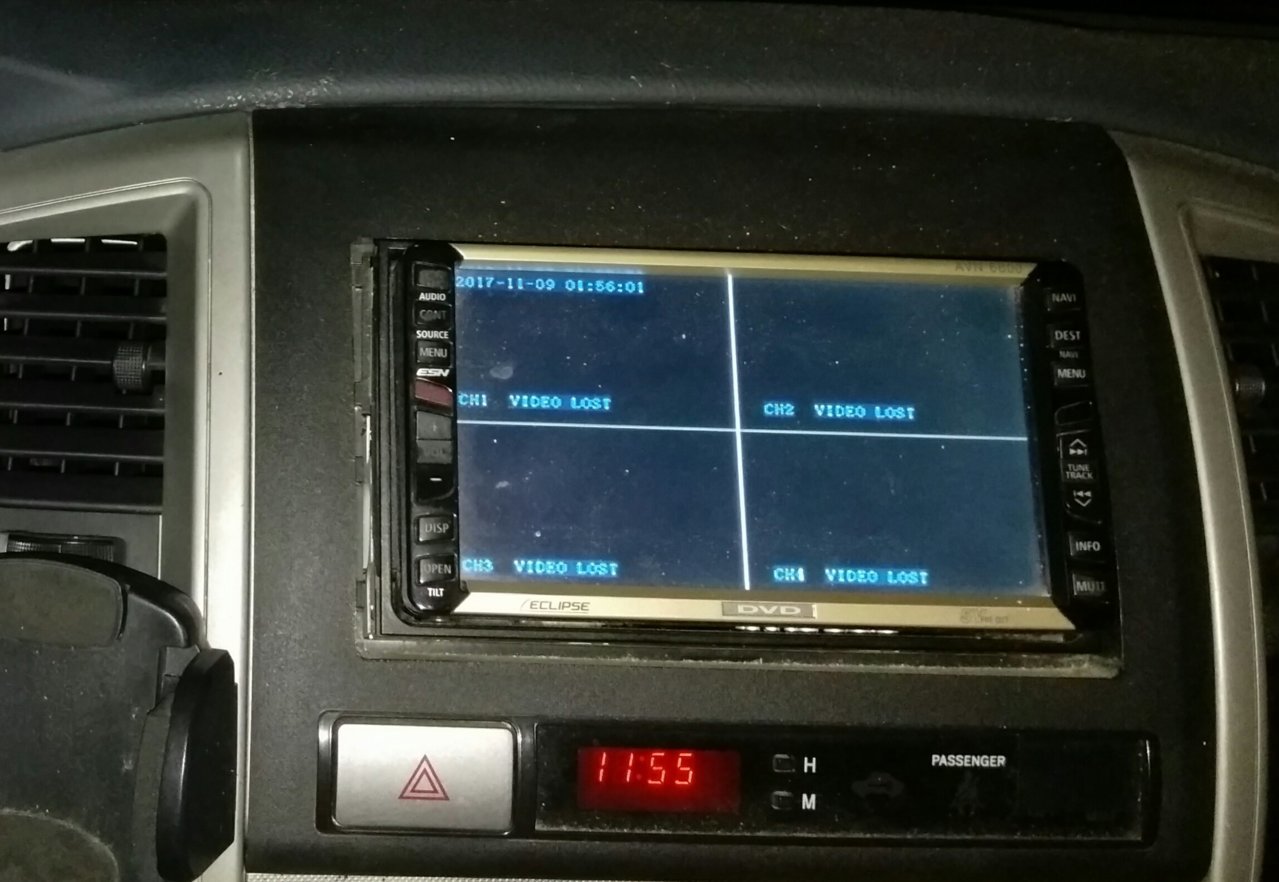 AVN 6600
AUDIO
CONT
SOURCE
MENU
ESN
DISP
OPEN
TILT
2017-11-09 01:56:01
CH1 VIDEO LOST
CH2 VIDEO LOST
CH3 VIDEO LOST
CH4 VIDEO LOST
NAVI
DEST
NAVI
MENU
TUNE
TRACK
INFO
MUTE
ECLIPSE
DVD
11:55
H
M
PASSENGER